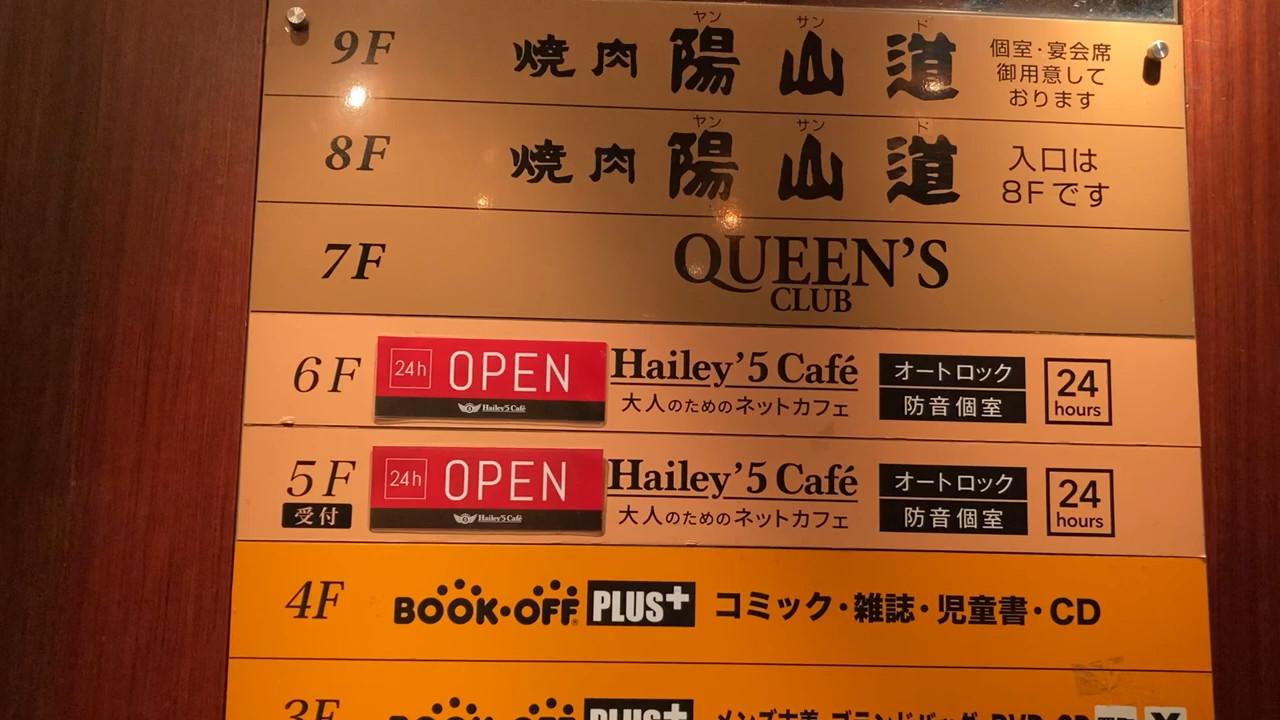 9F 焼肉 陽山道 個室・宴会席
ヤン サン ド
御用意して
おります
8F 焼肉 陽山道 入口は
ヤン サン ド
8Fです
7F QUEEN'S
CLUB
6F 24h OPEN Hailey'5 Café オートロック 24
Hailey'5 Café 大人のためのネットカフェ 防音個室 hours
5F 24h OPEN Hailey'5 Café オートロック 24
受付 Hailey'5 Café 大人のためのネットカフェ 防音個室 hours
4F BOOK・OFF PLUS+ コミック・雑誌・児童書・CD
3F BOOK・OFF PLUS+ メンズ古着・ブランドバッグ・DVD・CD